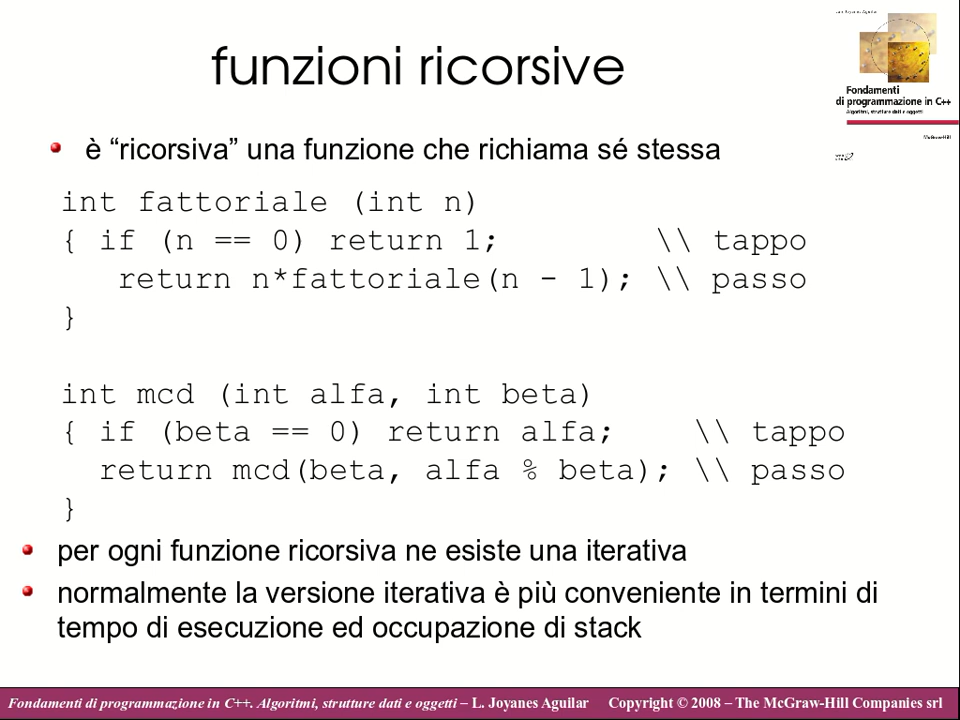 funzioni ricorsive
Fondamenti
di programmazione in C++
Algoritmi, strutture dati e oggetti
McGraw-Hill
è “ricorsiva” una funzione che richiama sé stessa
int fattoriale (int n)
{ if (n == 0) return 1; \\ tappo
return n*fattoriale(n - 1); \\ passo
}
int mcd (int alfa, int beta)
{ if (beta == 0) return alfa; \\ tappo
return mcd(beta, alfa % beta); \\ passo
}
per ogni funzione ricorsiva ne esiste una iterativa
normalmente la versione iterativa è più conveniente in termini di
tempo di esecuzione ed occupazione di stack
Fondamenti di programmazione in C++. Algoritmi, strutture dati e oggetti – L. Joyanes Aguilar Copyright © 2008 – The McGraw-Hill Companies srl